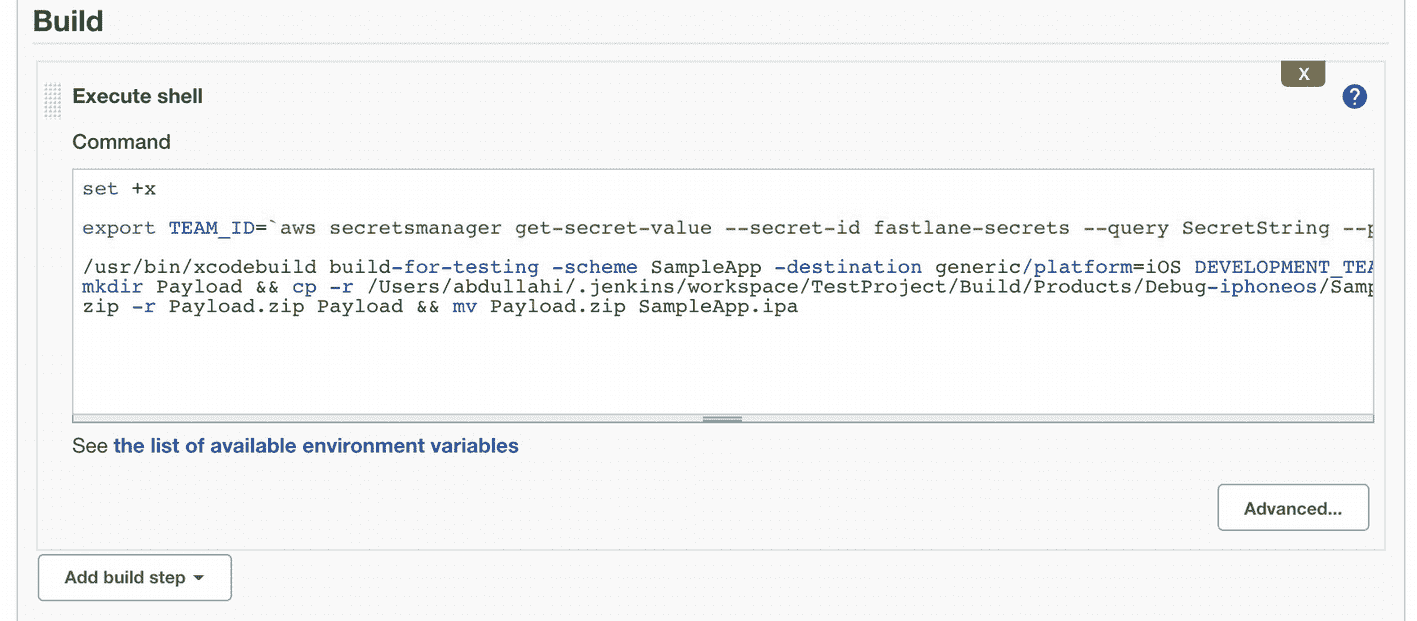 Build
X
Execute shell
?
Command
set +x
export TEAM_ID=`aws secretsmanager get-secret-value --secret-id fastlane-secrets --query SecretString --p
/usr/bin/xcodebuild build-for-testing -scheme SampleApp -destination generic/platform=iOS DEVELOPMENT_TEA
mkdir Payload && cp -r /Users/abdullahi/.jenkins/workspace/TestProject/Build/Products/Debug-iphoneos/Samp
zip -r Payload.zip Payload && mv Payload.zip SampleApp.ipa
See the list of available environment variables
Advanced...
Add build step